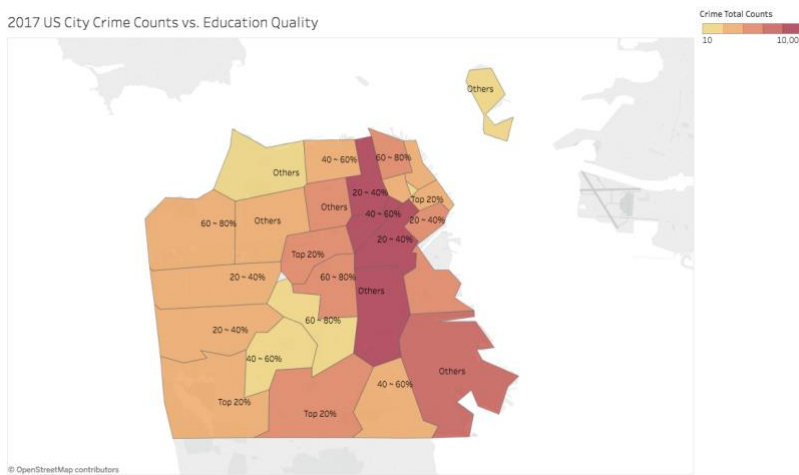 2017 US City Crime Counts vs. Education Quality
Crime Total Counts
10
10,00
Others
Others
40 ~ 60%
60 ~ 80%
20 ~ 40%
Top 20%
Others
40 ~ 60%
20 ~ 40%
60 ~ 80%
Others
20 ~ 40%
Top 20%
20 ~ 40%
60 ~ 80%
Others
60 ~ 80%
20 ~ 40%
40 ~ 60%
Others
40 ~ 60%
Top 20%
Top 20%
© OpenStreetMap contributors